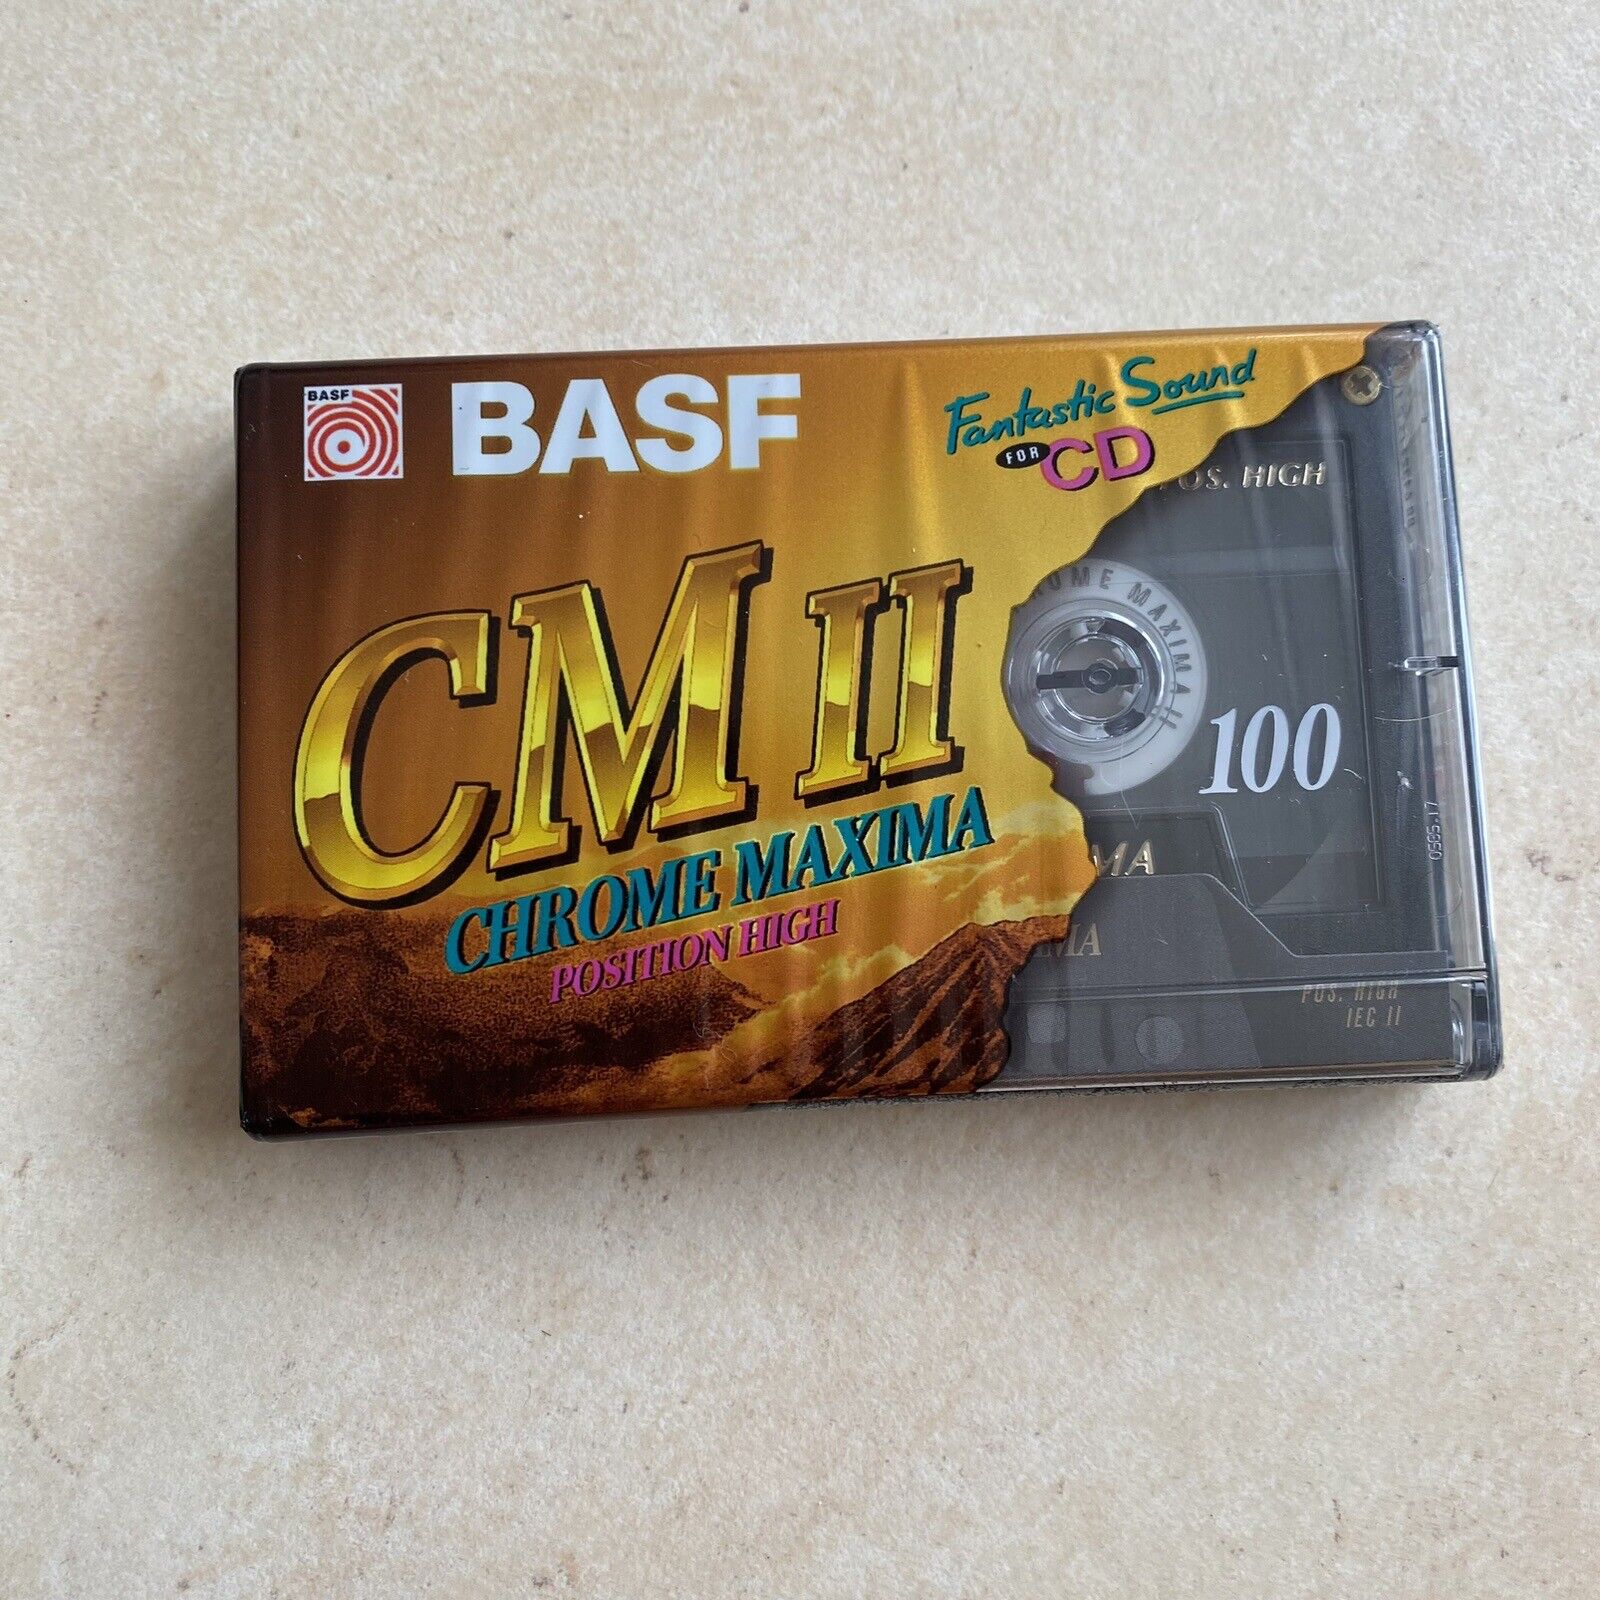 BASF
BASF
Fantastic Sound
FOR CD
POS. HIGH
CM II
CHROME MAXIMA
POSITION HIGH
CHROME MAXIMA II
100
POS. HIGH
IEC II